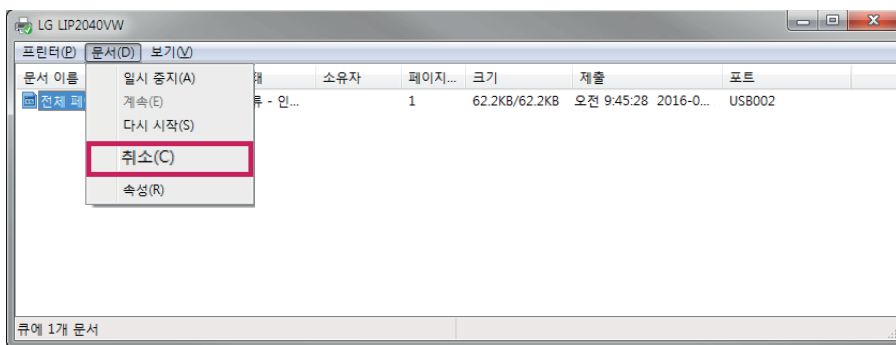 LG LIP2040VW
프린터(P) 문서(D) 보기(V)
문서 이름 소유자 페이지... 크기 제출 포트
전체 1 62.2KB/62.2KB 오전 9:45:28 2016-0... USB002
일시 중지(A)
계속(E)
다시 시작(S)
취소(C)
속성(R)
큐에 1개 문서